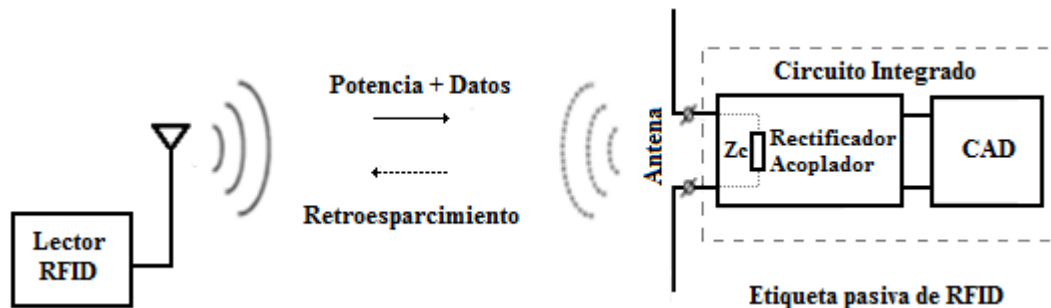 Potencia + Datos
Retroesparcimiento
Lector
RFID
Antena
Circuito Integrado
Zc
Rectificador
Acoplador
CAD
Etiqueta pasiva de RFID